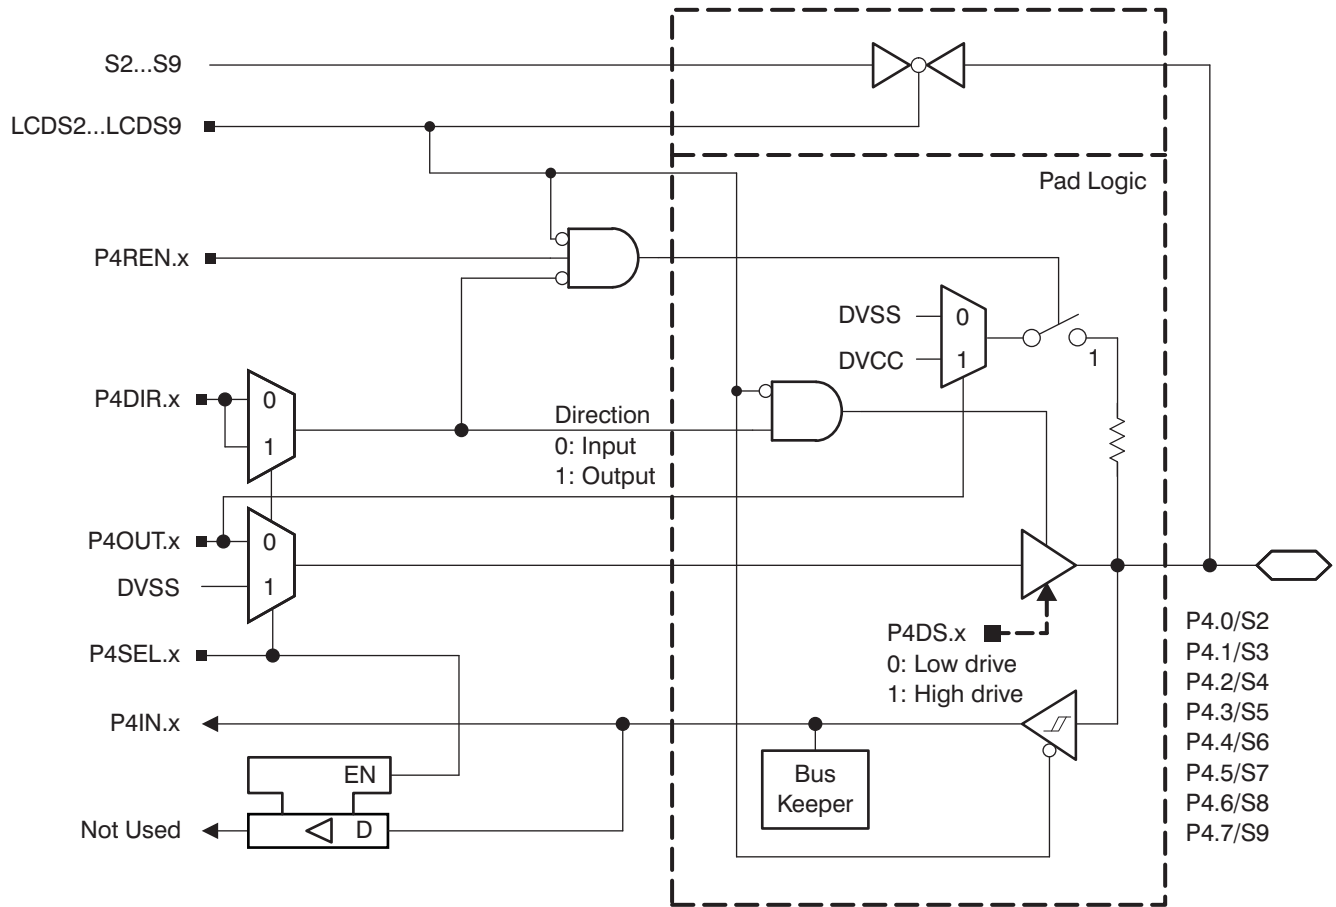 S2...S9
LCDS2...LCDS9
Pad Logic
P4REN.x
DVSS
0
DVCC
1
1
P4DIR.x
0
1
Direction
0: Input
1: Output
P4OUT.x
0
DVSS
1
P4SEL.x
P4DS.x
0: Low drive
1: High drive
P4.0/S2
P4.1/S3
P4.2/S4
P4.3/S5
P4.4/S6
P4.5/S7
P4.6/S8
P4.7/S9
P4IN.x
EN
Bus
Keeper
Not Used
D